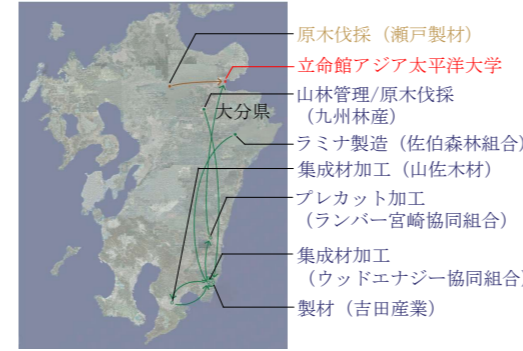 原木伐採（瀬戸製材）
立命館アジア太平洋大学
山林管理/原木伐採
（九州林産）
大分県
ラミナ製造（佐伯森林組合）
集成材加工（山佐木材）
プレカット加工
（ランバー宮崎協同組合）
集成材加工
（ウッドエナジー協同組合）
製材（吉田産業）